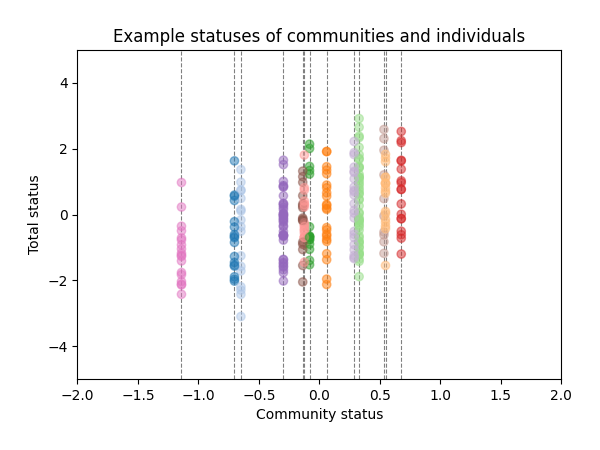 Example statuses of communities and individuals
Total status
4
2
0
−2
−4
−2.0 −1.5 −1.0 −0.5 0.0 0.5 1.0 1.5 2.0
Community status